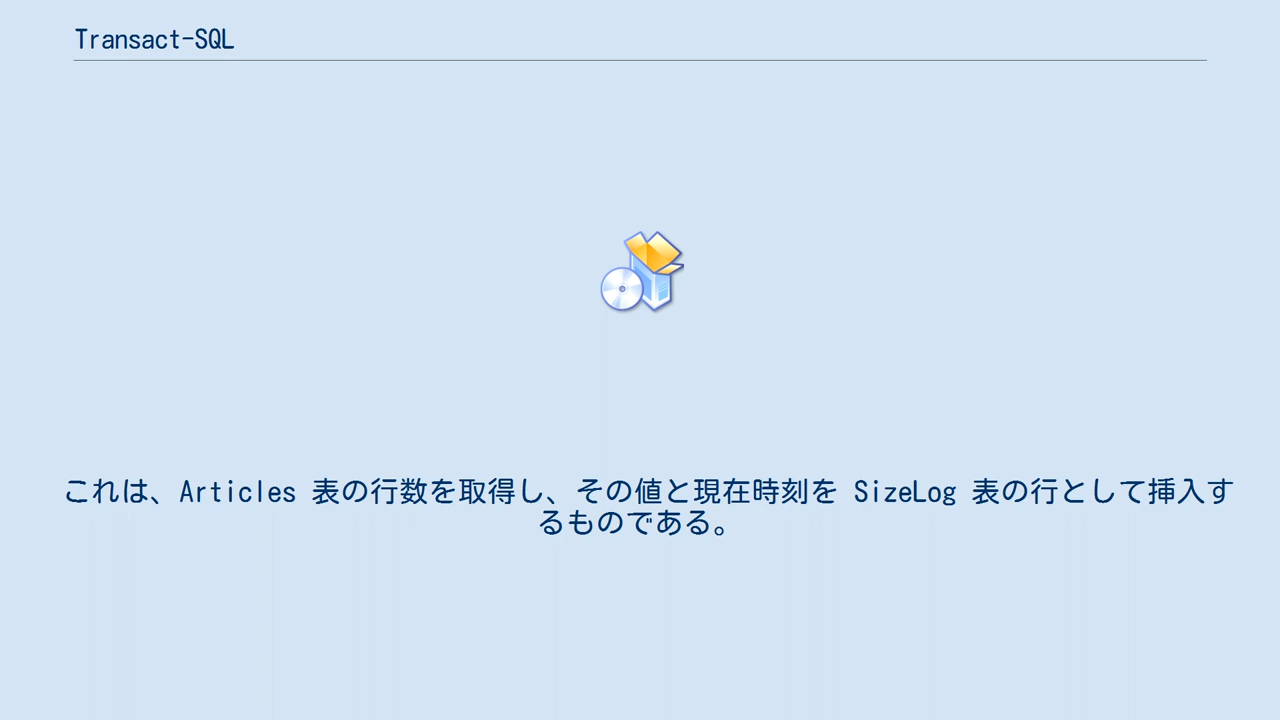 Transact-SQL
これは、Articles 表の行数を取得し、その値と現在時刻を SizeLog 表の行として挿入す
るものである。